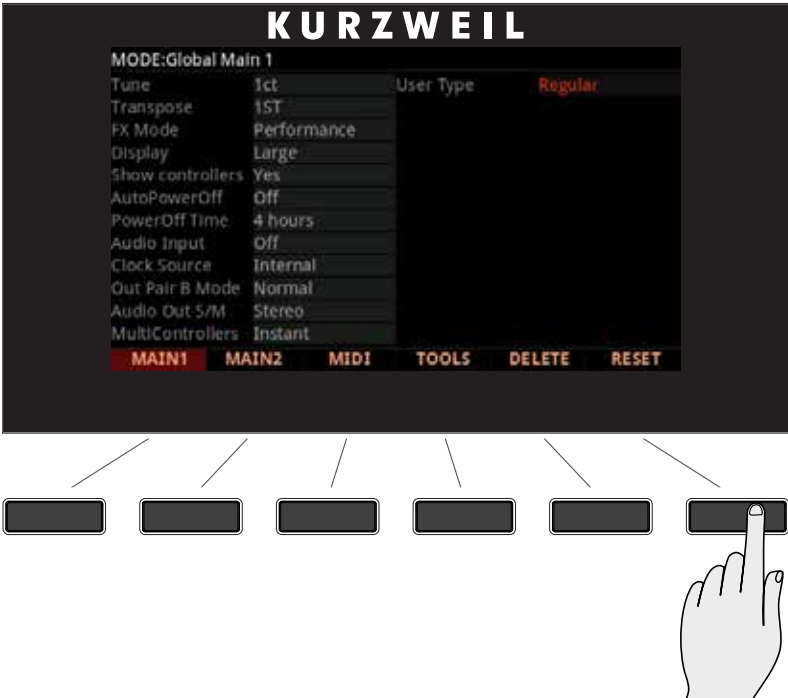 KURZWEIL
MODE:Global Main 1
Tune 1ct User Type Regular
Transpose 1ST
FX Mode Performance
Display Large
Show controllers Yes
AutoPowerOff Off
PowerOff Time 4 hours
Audio Input Off
Clock Source Internal
Out Pair B Mode Normal
Audio Out S/M Stereo
MultiControllers Instant
MAIN1 MAIN2 MIDI TOOLS DELETE RESET